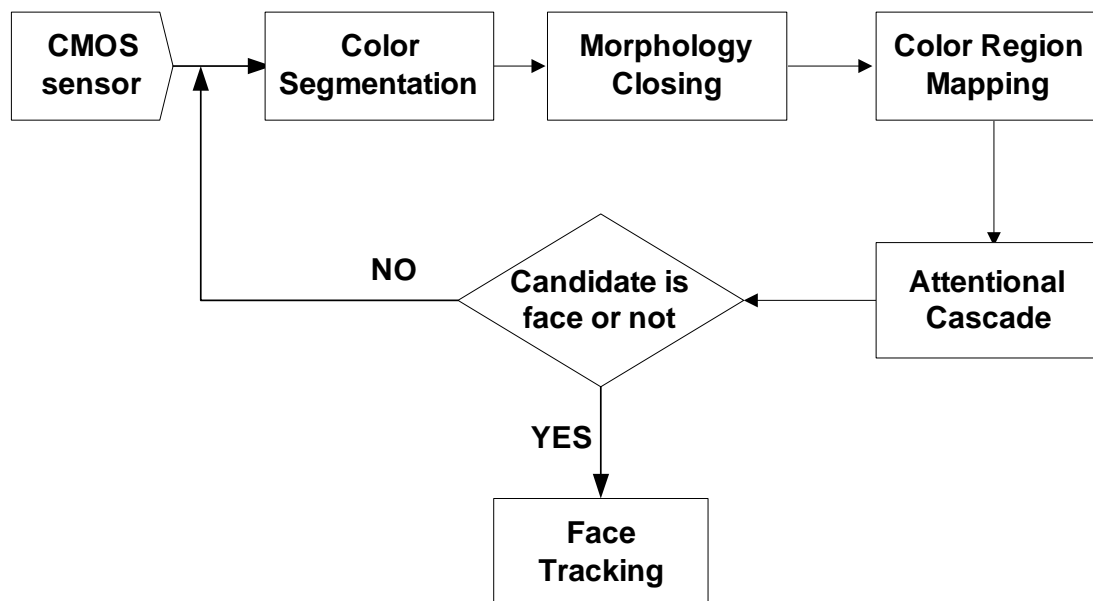 CMOS
sensor
Color
Segmentation
Morphology
Closing
Color Region
Mapping
Attentional
Cascade
Candidate is
face or not
NO
YES
Face
Tracking